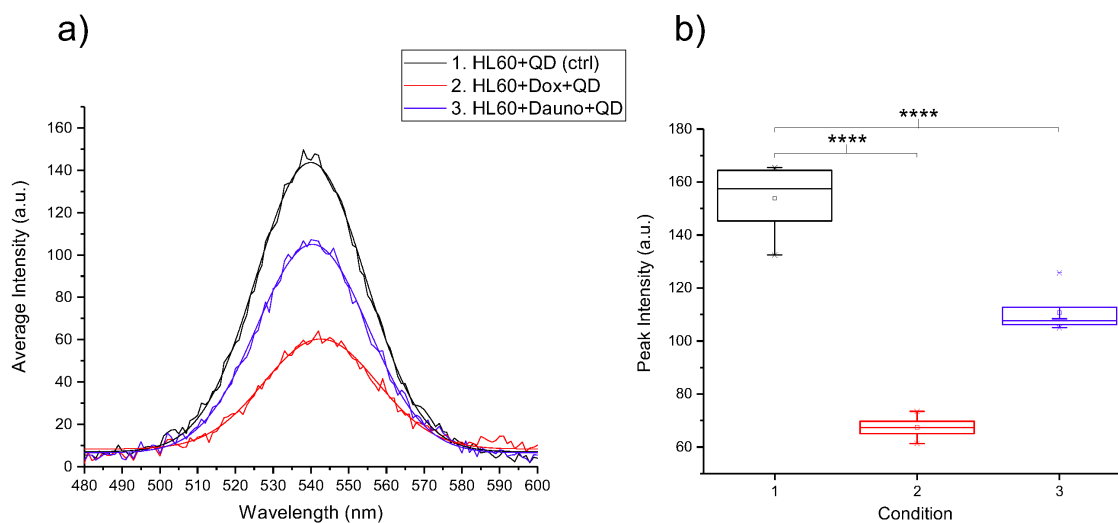 a)
1. HL60+QD (ctrl)
2. HL60+Dox+QD
3. HL60+Dauno+QD
160
140
120
100
80
60
40
20
0
Average Intensity (a.u.)
480 490 500 510 520 530 540 550 560 570 580 590 600
Wavelength (nm)
b)
****
****
180
160
140
120
100
80
60
Peak Intensity (a.u.)
1 2 3
Condition